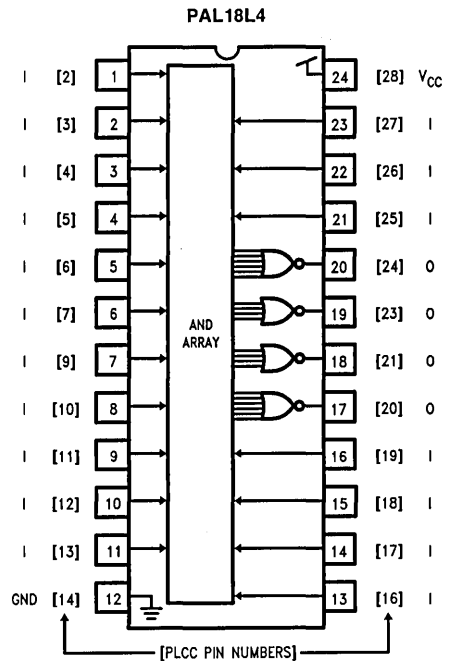 PAL18L4
I [2] 1 24 [28] VCC
I [3] 2 23 [27] I
I [4] 3 22 [26] I
I [5] 4 21 [25] I
I [6] 5 20 [24] O
I [7] 6 19 [23] O
AND
ARRAY
I [9] 7 18 [21] O
I [10] 8 17 [20] O
I [11] 9 16 [19] I
I [12] 10 15 [18] I
I [13] 11 14 [17] I
GND [14] 12 13 [16] I
[PLCC PIN NUMBERS]